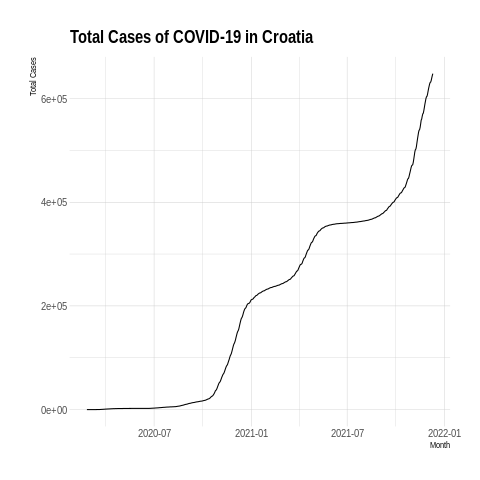 Total Cases of COVID-19 in Croatia
Total Cases
6e+05
4e+05
2e+05
0e+00
2020-07 2021-01 2021-07 2022-01
Month